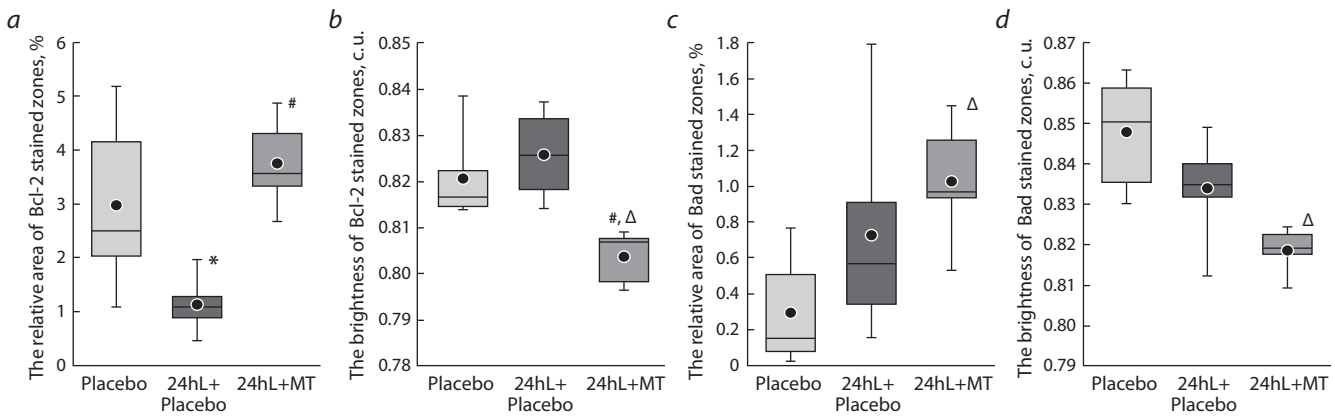 a
The relative area of Bcl-2 stained zones, %
6
5
4
3
2
1
0
*
#
Placebo
24hL+
Placebo
24hL+MT
b
The brightness of Bcl-2 stained zones, c.u.
0.85
0.84
0.83
0.82
0.81
0.80
0.79
0.78
#, Δ
Placebo
24hL+
Placebo
24hL+MT
c
The relative area of Bad stained zones, %
1.8
1.6
1.4
1.2
1.0
0.8
0.6
0.4
0.2
0
Δ
Placebo
24hL+
Placebo
24hL+MT
d
The brightness of Bad stained zones, c.u.
0.87
0.86
0.85
0.84
0.83
0.82
0.81
0.80
0.79
Δ
Placebo
24hL+
Placebo
24hL+MT